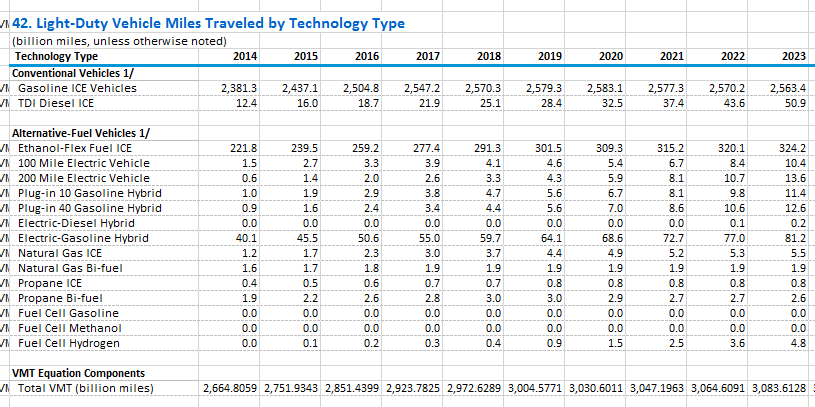 42. Light-Duty Vehicle Miles Traveled by Technology Type
(billion miles, unless otherwise noted)
Technology Type 2014 2015 2016 2017 2018 2019 2020 2021 2022 2023
Conventional Vehicles 1/
Gasoline ICE Vehicles 2,381.3 2,437.1 2,504.8 2,547.2 2,570.3 2,579.3 2,583.1 2,577.3 2,570.2 2,563.4
TDI Diesel ICE 12.4 16.0 18.7 21.9 25.1 28.4 32.5 37.4 43.6 50.9
Alternative-Fuel Vehicles 1/
Ethanol-Flex Fuel ICE 221.8 239.5 259.2 277.4 291.3 301.5 309.3 315.2 320.1 324.2
100 Mile Electric Vehicle 1.5 2.7 3.3 3.9 4.1 4.6 5.4 6.7 8.4 10.4
200 Mile Electric Vehicle 0.6 1.4 2.0 2.6 3.3 4.3 5.9 8.1 10.7 13.6
Plug-in 10 Gasoline Hybrid 1.0 1.9 2.9 3.8 4.7 5.6 6.7 8.1 9.8 11.4
Plug-in 40 Gasoline Hybrid 0.9 1.6 2.4 3.4 4.4 5.6 7.0 8.6 10.6 12.6
Electric-Diesel Hybrid 0.0 0.0 0.0 0.0 0.0 0.0 0.0 0.1 0.1 0.2
Electric-Gasoline Hybrid 40.1 45.5 50.6 55.0 59.7 64.1 68.6 72.7 77.0 81.2
Natural Gas ICE 1.2 1.7 2.3 3.0 3.7 4.4 4.9 5.2 5.3 5.5
Natural Gas Bi-fuel 1.6 1.7 1.8 1.9 1.9 1.9 1.9 1.9 1.9 1.9
Propane ICE 0.4 0.5 0.6 0.7 0.7 0.8 0.8 0.8 0.8 0.8
Propane Bi-fuel 1.9 2.2 2.6 2.8 3.0 3.0 2.9 2.7 2.7 2.6
Fuel Cell Gasoline 0.0 0.0 0.0 0.0 0.0 0.0 0.0 0.0 0.0 0.0
Fuel Cell Methanol 0.0 0.0 0.0 0.0 0.0 0.0 0.0 0.0 0.0 0.0
Fuel Cell Hydrogen 0.0 0.1 0.2 0.3 0.4 0.9 1.5 2.5 3.6 4.8
VMT Equation Components
Total VMT (billion miles) 2,664.8059 2,751.9343 2,851.4399 2,923.7825 2,972.6289 3,004.5771 3,030.6011 3,047.1963 3,064.6091 3,083.6128